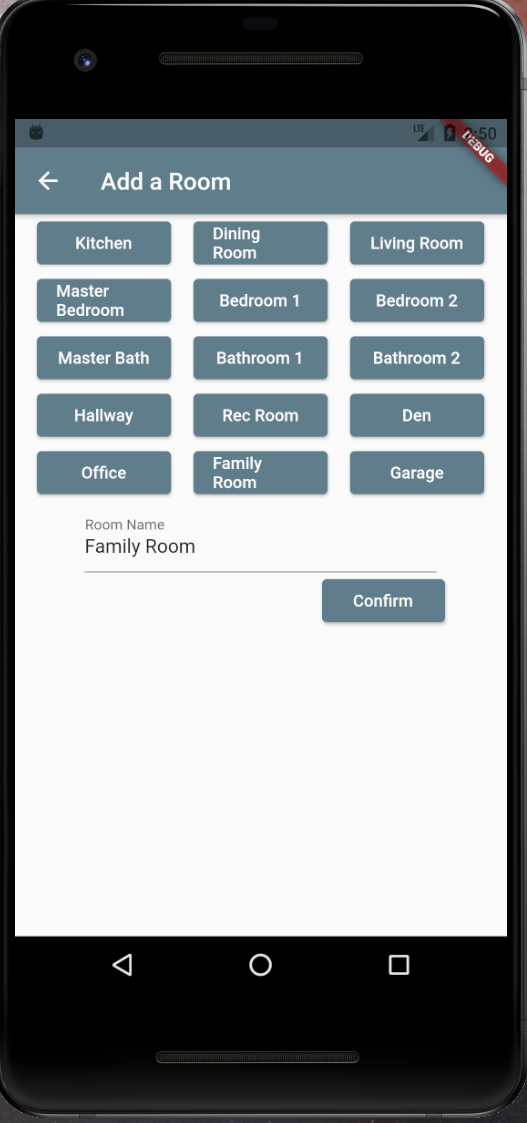 LTE
:50
DEBUG
Add a Room
Kitchen
Dining
Room
Living Room
Master
Bedroom
Bedroom 1
Bedroom 2
Master Bath
Bathroom 1
Bathroom 2
Hallway
Rec Room
Den
Office
Family
Room
Garage
Room Name
Family Room
Confirm